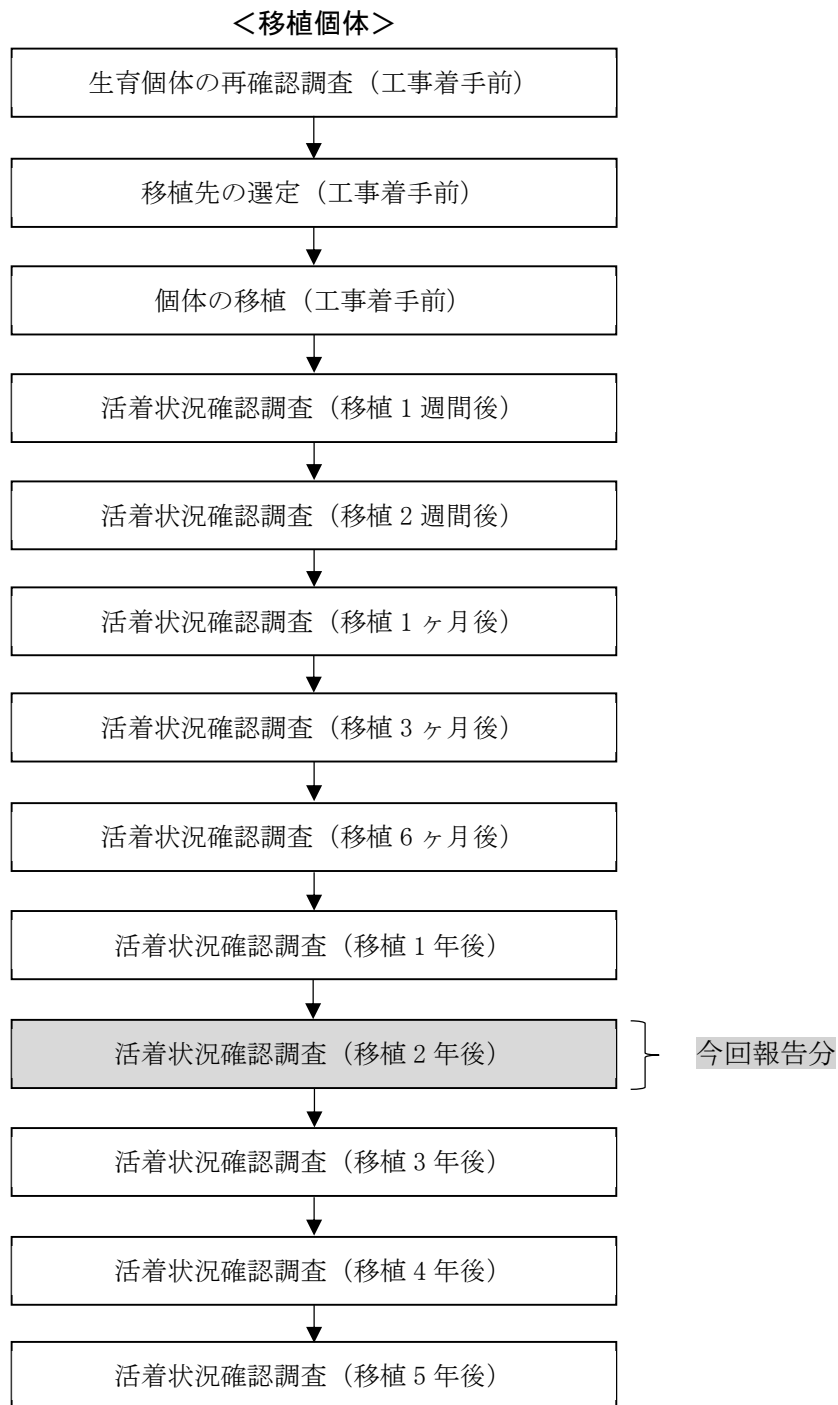 ＜移植個体＞
生育個体の再確認調査（工事着手前）
移植先の選定（工事着手前）
個体の移植（工事着手前）
活着状況確認調査（移植 1 週間後）
活着状況確認調査（移植 2 週間後）
活着状況確認調査（移植 1 ヶ月後）
活着状況確認調査（移植 3 ヶ月後）
活着状況確認調査（移植 6 ヶ月後）
活着状況確認調査（移植 1 年後）
活着状況確認調査（移植 2 年後）
今回報告分
活着状況確認調査（移植 3 年後）
活着状況確認調査（移植 4 年後）
活着状況確認調査（移植 5 年後）